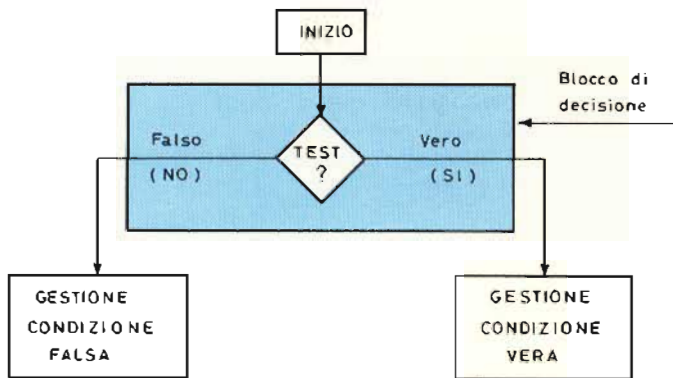 INIZIO
Blocco di
decisione
Falso
(NO)
TEST
?
Vero
(SI)
GESTIONE
CONDIZIONE
FALSA
GESTIONE
CONDIZIONE
VERA